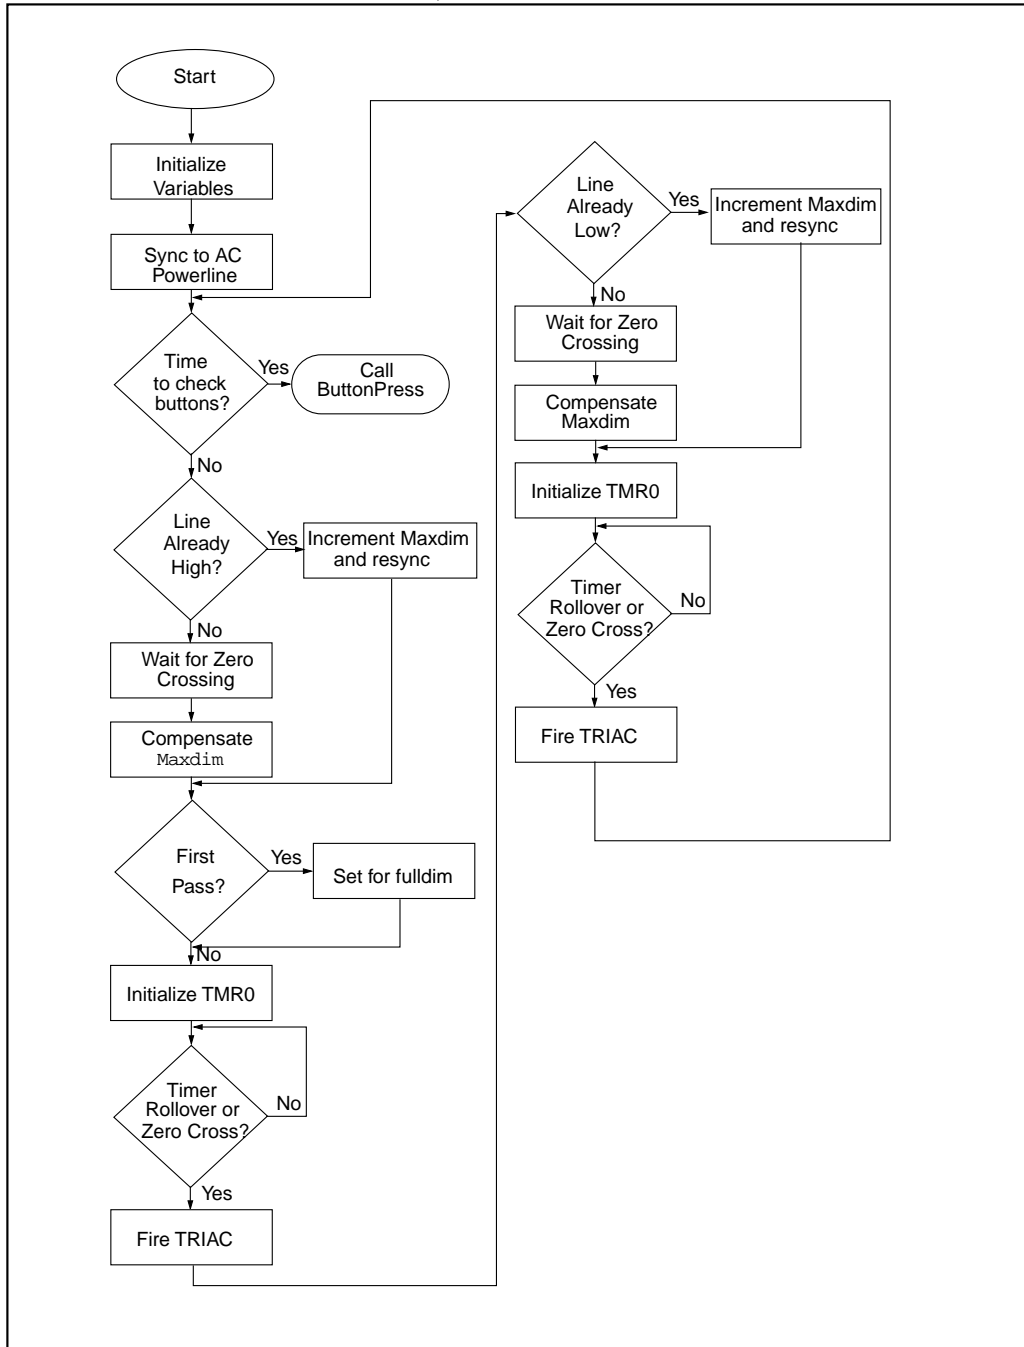 Start
Initialize
Variables
Sync to AC
Powerline
Time
to check
buttons?
Yes
Call
ButtonPress
No
Line
Already
High?
Yes
Increment Maxdim
and resync
No
Wait for Zero
Crossing
Compensate
Maxdim
First
Pass?
Yes
Set for fulldim
No
Initialize TMR0
Timer
Rollover or
Zero Cross?
No
Yes
Fire TRIAC
Line
Already
Low?
Yes
Increment Maxdim
and resync
No
Wait for Zero
Crossing
Compensate
Maxdim
Initialize TMR0
Timer
Rollover or
Zero Cross?
No
Yes
Fire TRIAC